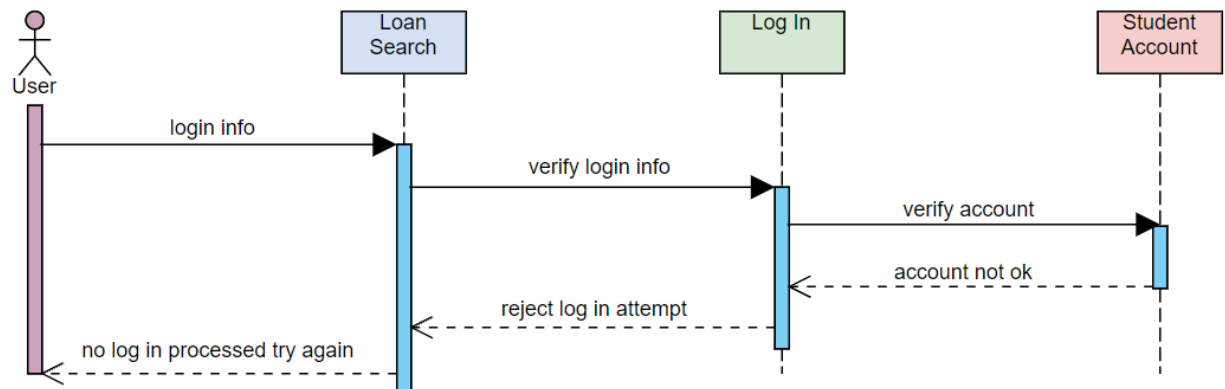 Loan
Search
Log In
Student
Account
User
login info
verify login info
verify account
account not ok
reject log in attempt
no log in processed try again